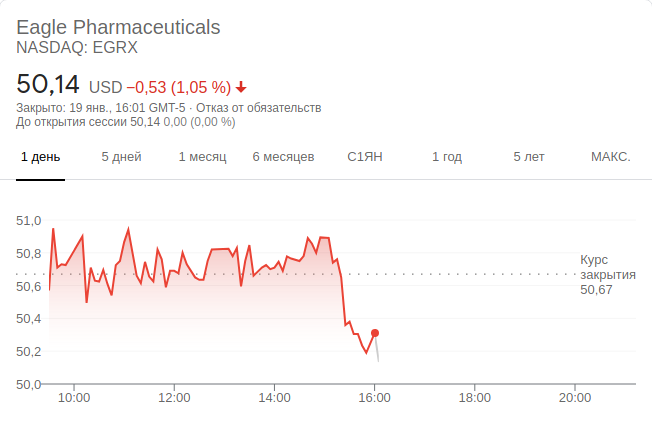 Eagle Pharmaceuticals
NASDAQ: EGRX
50,14 USD −0,53 (1,05 %)
Закрыто: 19 янв., 16:01 GMT-5 · Отказ от обязательств
До открытия сессии 50,14 0,00 (0,00 %)
1 день 5 дней 1 месяц 6 месяцев С1ЯН 1 год 5 лет МАКС.
51,0
50,8
50,6
50,4
50,2
50,0
Курс
закрытия
50,67
10:00 12:00 14:00 16:00 18:00 20:00